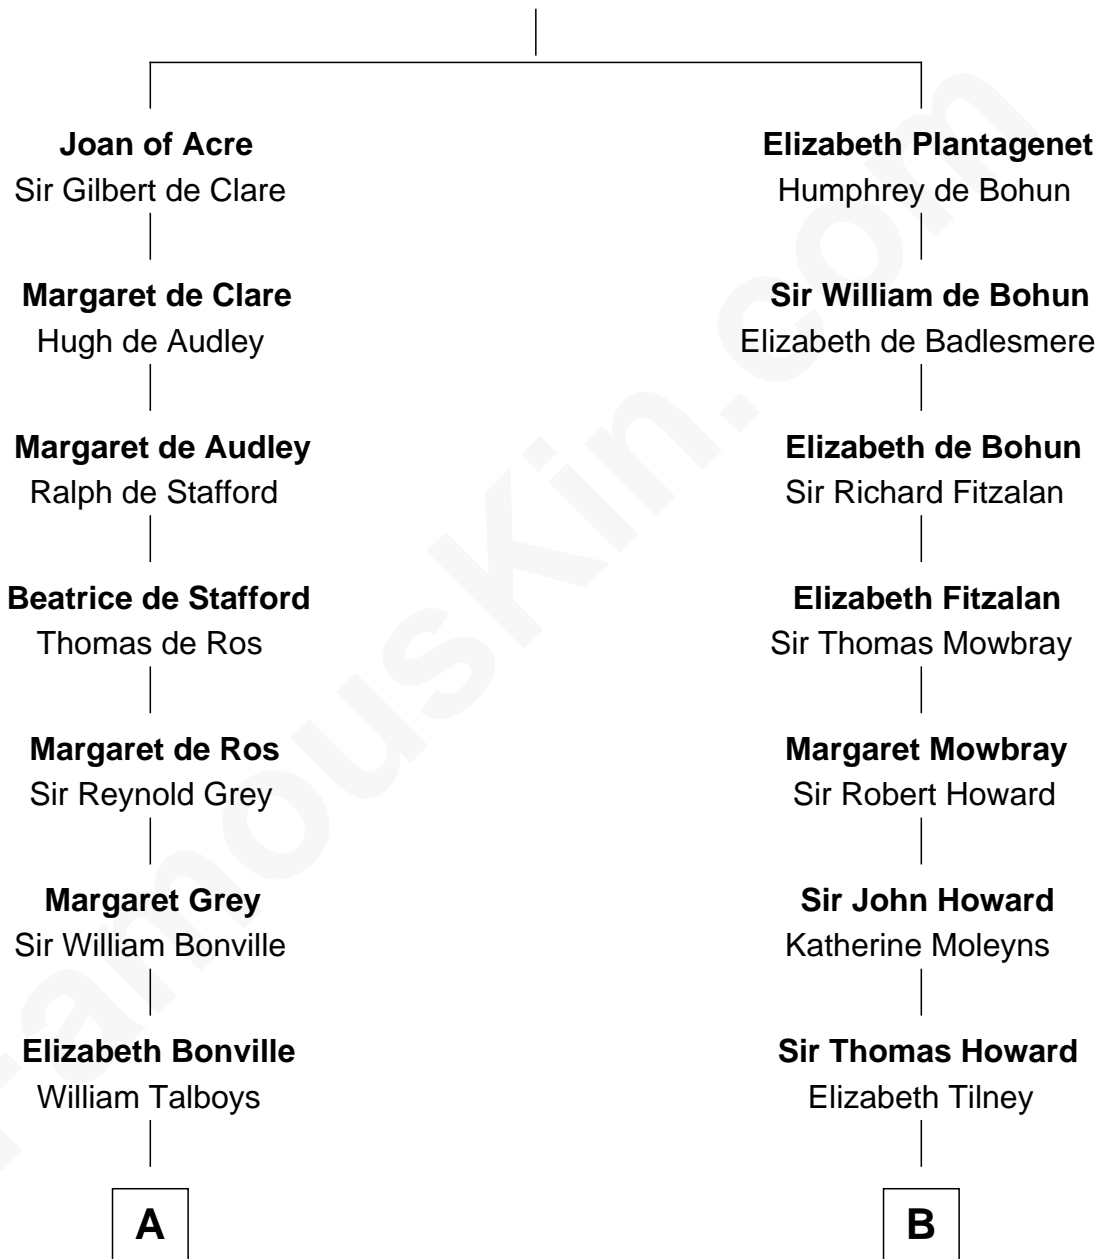 Joan of Acre
Sir Gilbert de Clare
Margaret de Clare
Hugh de Audley
Margaret de Audley
Ralph de Stafford
Beatrice de Stafford
Thomas de Ros
Margaret de Ros
Sir Reynold Grey
Margaret Grey
Sir William Bonville
Elizabeth Bonville
William Talboys
A
Elizabeth Plantagenet
Humphrey de Bohun
Sir William de Bohun
Elizabeth de Badlesmere
Elizabeth de Bohun
Sir Richard Fitzalan
Elizabeth Fitzalan
Sir Thomas Mowbray
Margaret Mowbray
Sir Robert Howard
Sir John Howard
Katherine Moleyns
Sir Thomas Howard
Elizabeth Tilney
B
FamousKin.com